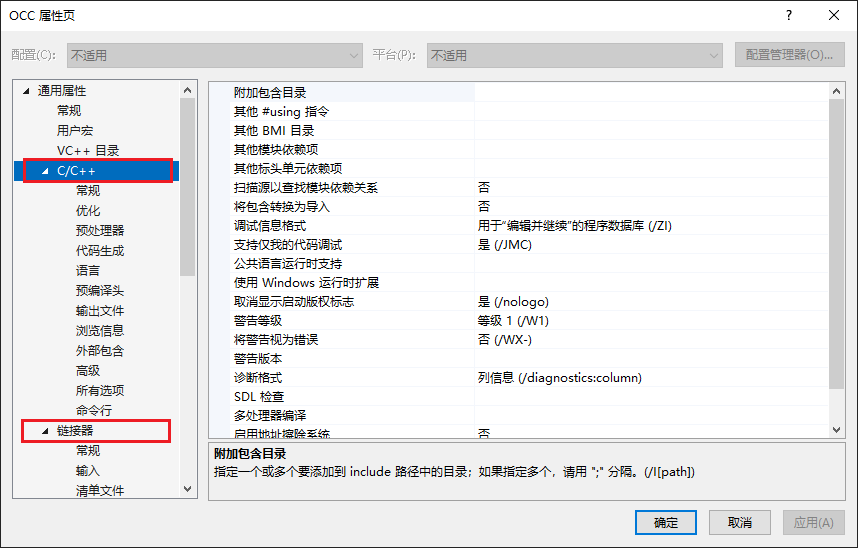 OCC 属性页
?
配置(C): 不适用 平台(P): 不适用 配置管理器(O)...
通用属性
常规
用户宏
VC++ 目录
C/C++
常规
优化
预处理器
代码生成
语言
预编译头
输出文件
浏览信息
外部包含
高级
所有选项
命令行
链接器
常规
输入
清单文件
附加包含目录
其他 #using 指令
其他 BMI 目录
其他模块依赖项
其他标头单元依赖项
扫描源以查找模块依赖关系 否
将包含转换为导入 否
调试信息格式 用于“编辑并继续”的程序数据库 (/ZI)
支持仅我的代码调试 是 (/JMC)
公共语言运行时支持
使用 Windows 运行时扩展
取消显示启动版权标志 是 (/nologo)
警告等级 等级 1 (/W1)
将警告视为错误 否 (/WX-)
警告版本
诊断格式 列信息 (/diagnostics:column)
SDL 检查
多处理器编译
启用地址擦除系统 否
附加包含目录
指定一个或多个要添加到 include 路径中的目录；如果指定多个，请用 ";" 分隔。(/I[path])
确定 取消 应用(A)